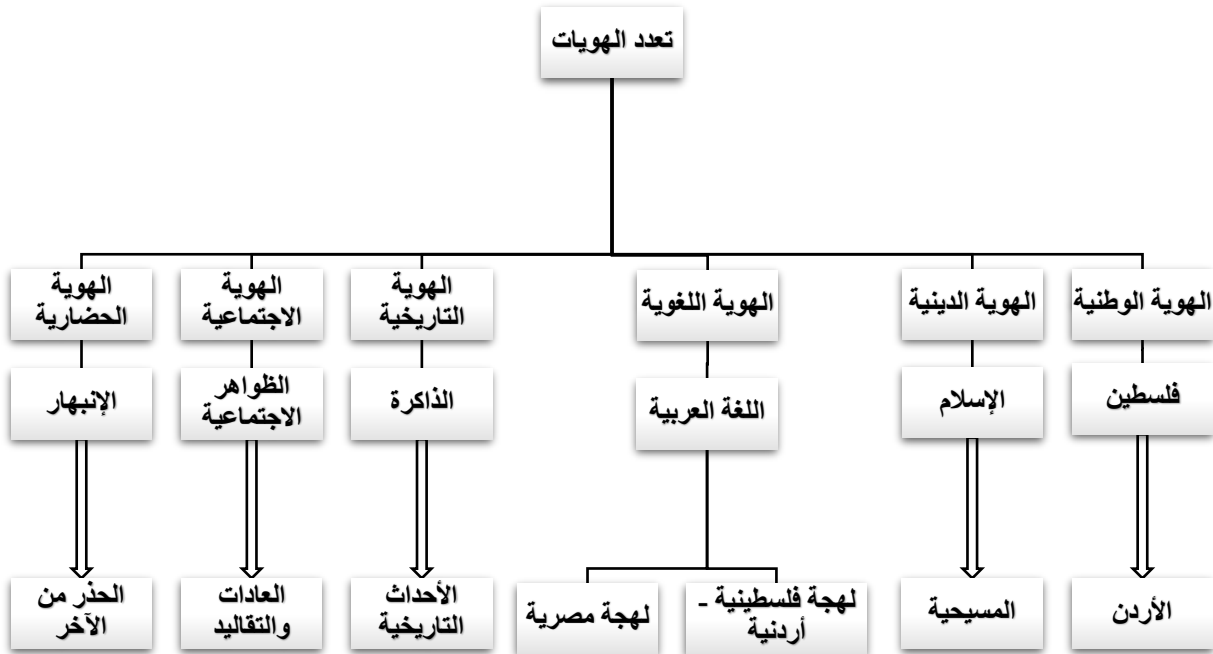 تعدد الهويات
الهوية الوطنية
الهوية الدينية
الهوية اللغوية
الهوية
التاريخية
الهوية
الاجتماعية
الهوية
الحضارية
فلسطين
الإسلام
اللغة العربية
الذاكرة
الظواهر
الاجتماعية
الإنبهار
الأردن
المسيحية
لهجة فلسطينية -
أردنية
لهجة مصرية
الأحداث
التاريخية
العادات
والتقاليد
الحذر من
الآخر